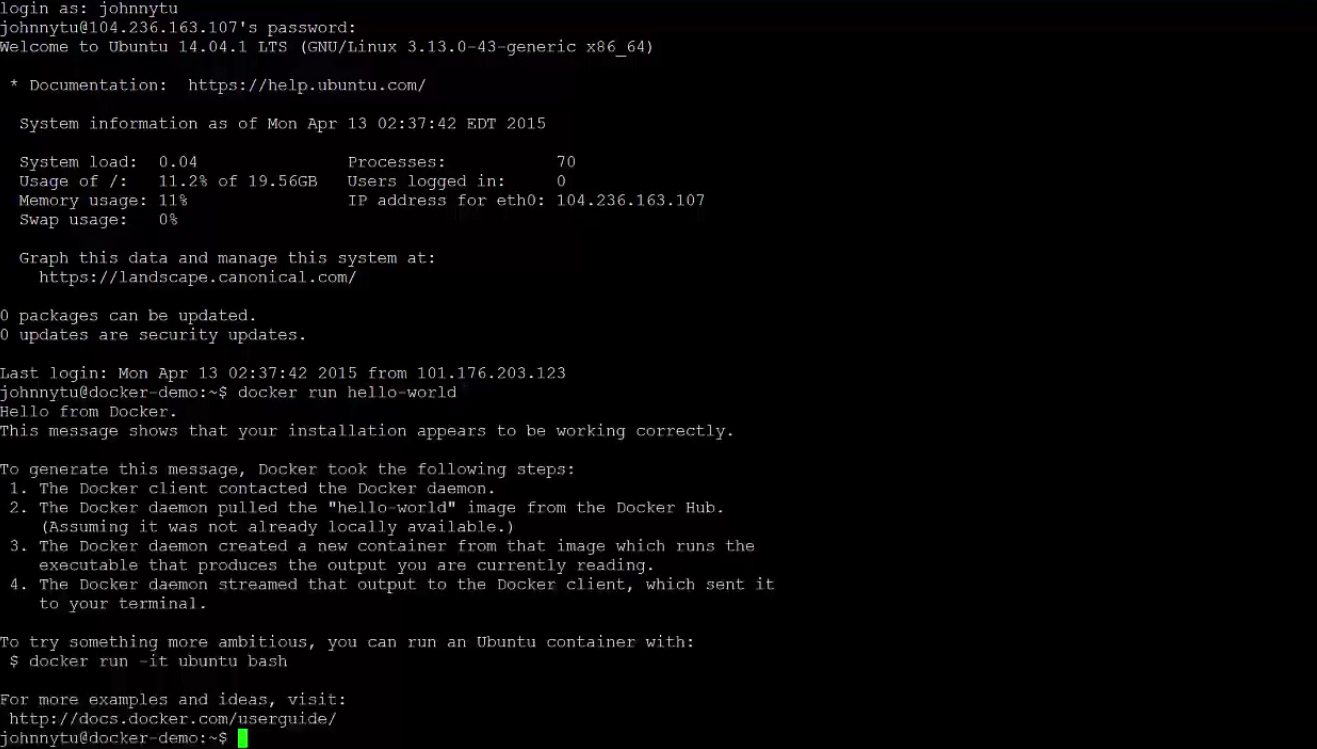 login as: johnnytu
johnnytu@104.236.163.107's password:
Welcome to Ubuntu 14.04.1 LTS (GNU/Linux 3.13.0-43-generic x86_64)
* Documentation:  https://help.ubuntu.com/
System information as of Mon Apr 13 02:37:42 EDT 2015
System load:  0.04               Processes:           70
Usage of /:   11.2% of 19.56GB   Users logged in:     0
Memory usage: 11%                IP address for eth0: 104.236.163.107
Swap usage:   0%
Graph this data and manage this system at:
https://landscape.canonical.com/
0 packages can be updated.
0 updates are security updates.
Last login: Mon Apr 13 02:37:42 2015 from 101.176.203.123
johnnytu@docker-demo:~$ docker run hello-world
Hello from Docker.
This message shows that your installation appears to be working correctly.
To generate this message, Docker took the following steps:
1. The Docker client contacted the Docker daemon.
2. The Docker daemon pulled the "hello-world" image from the Docker Hub.
(Assuming it was not already locally available.)
3. The Docker daemon created a new container from that image which runs the
executable that produces the output you are currently reading.
4. The Docker daemon streamed that output to the Docker client, which sent it
to your terminal.
To try something more ambitious, you can run an Ubuntu container with:
$ docker run -it ubuntu bash
For more examples and ideas, visit:
http://docs.docker.com/userguide/
johnnytu@docker-demo:~$